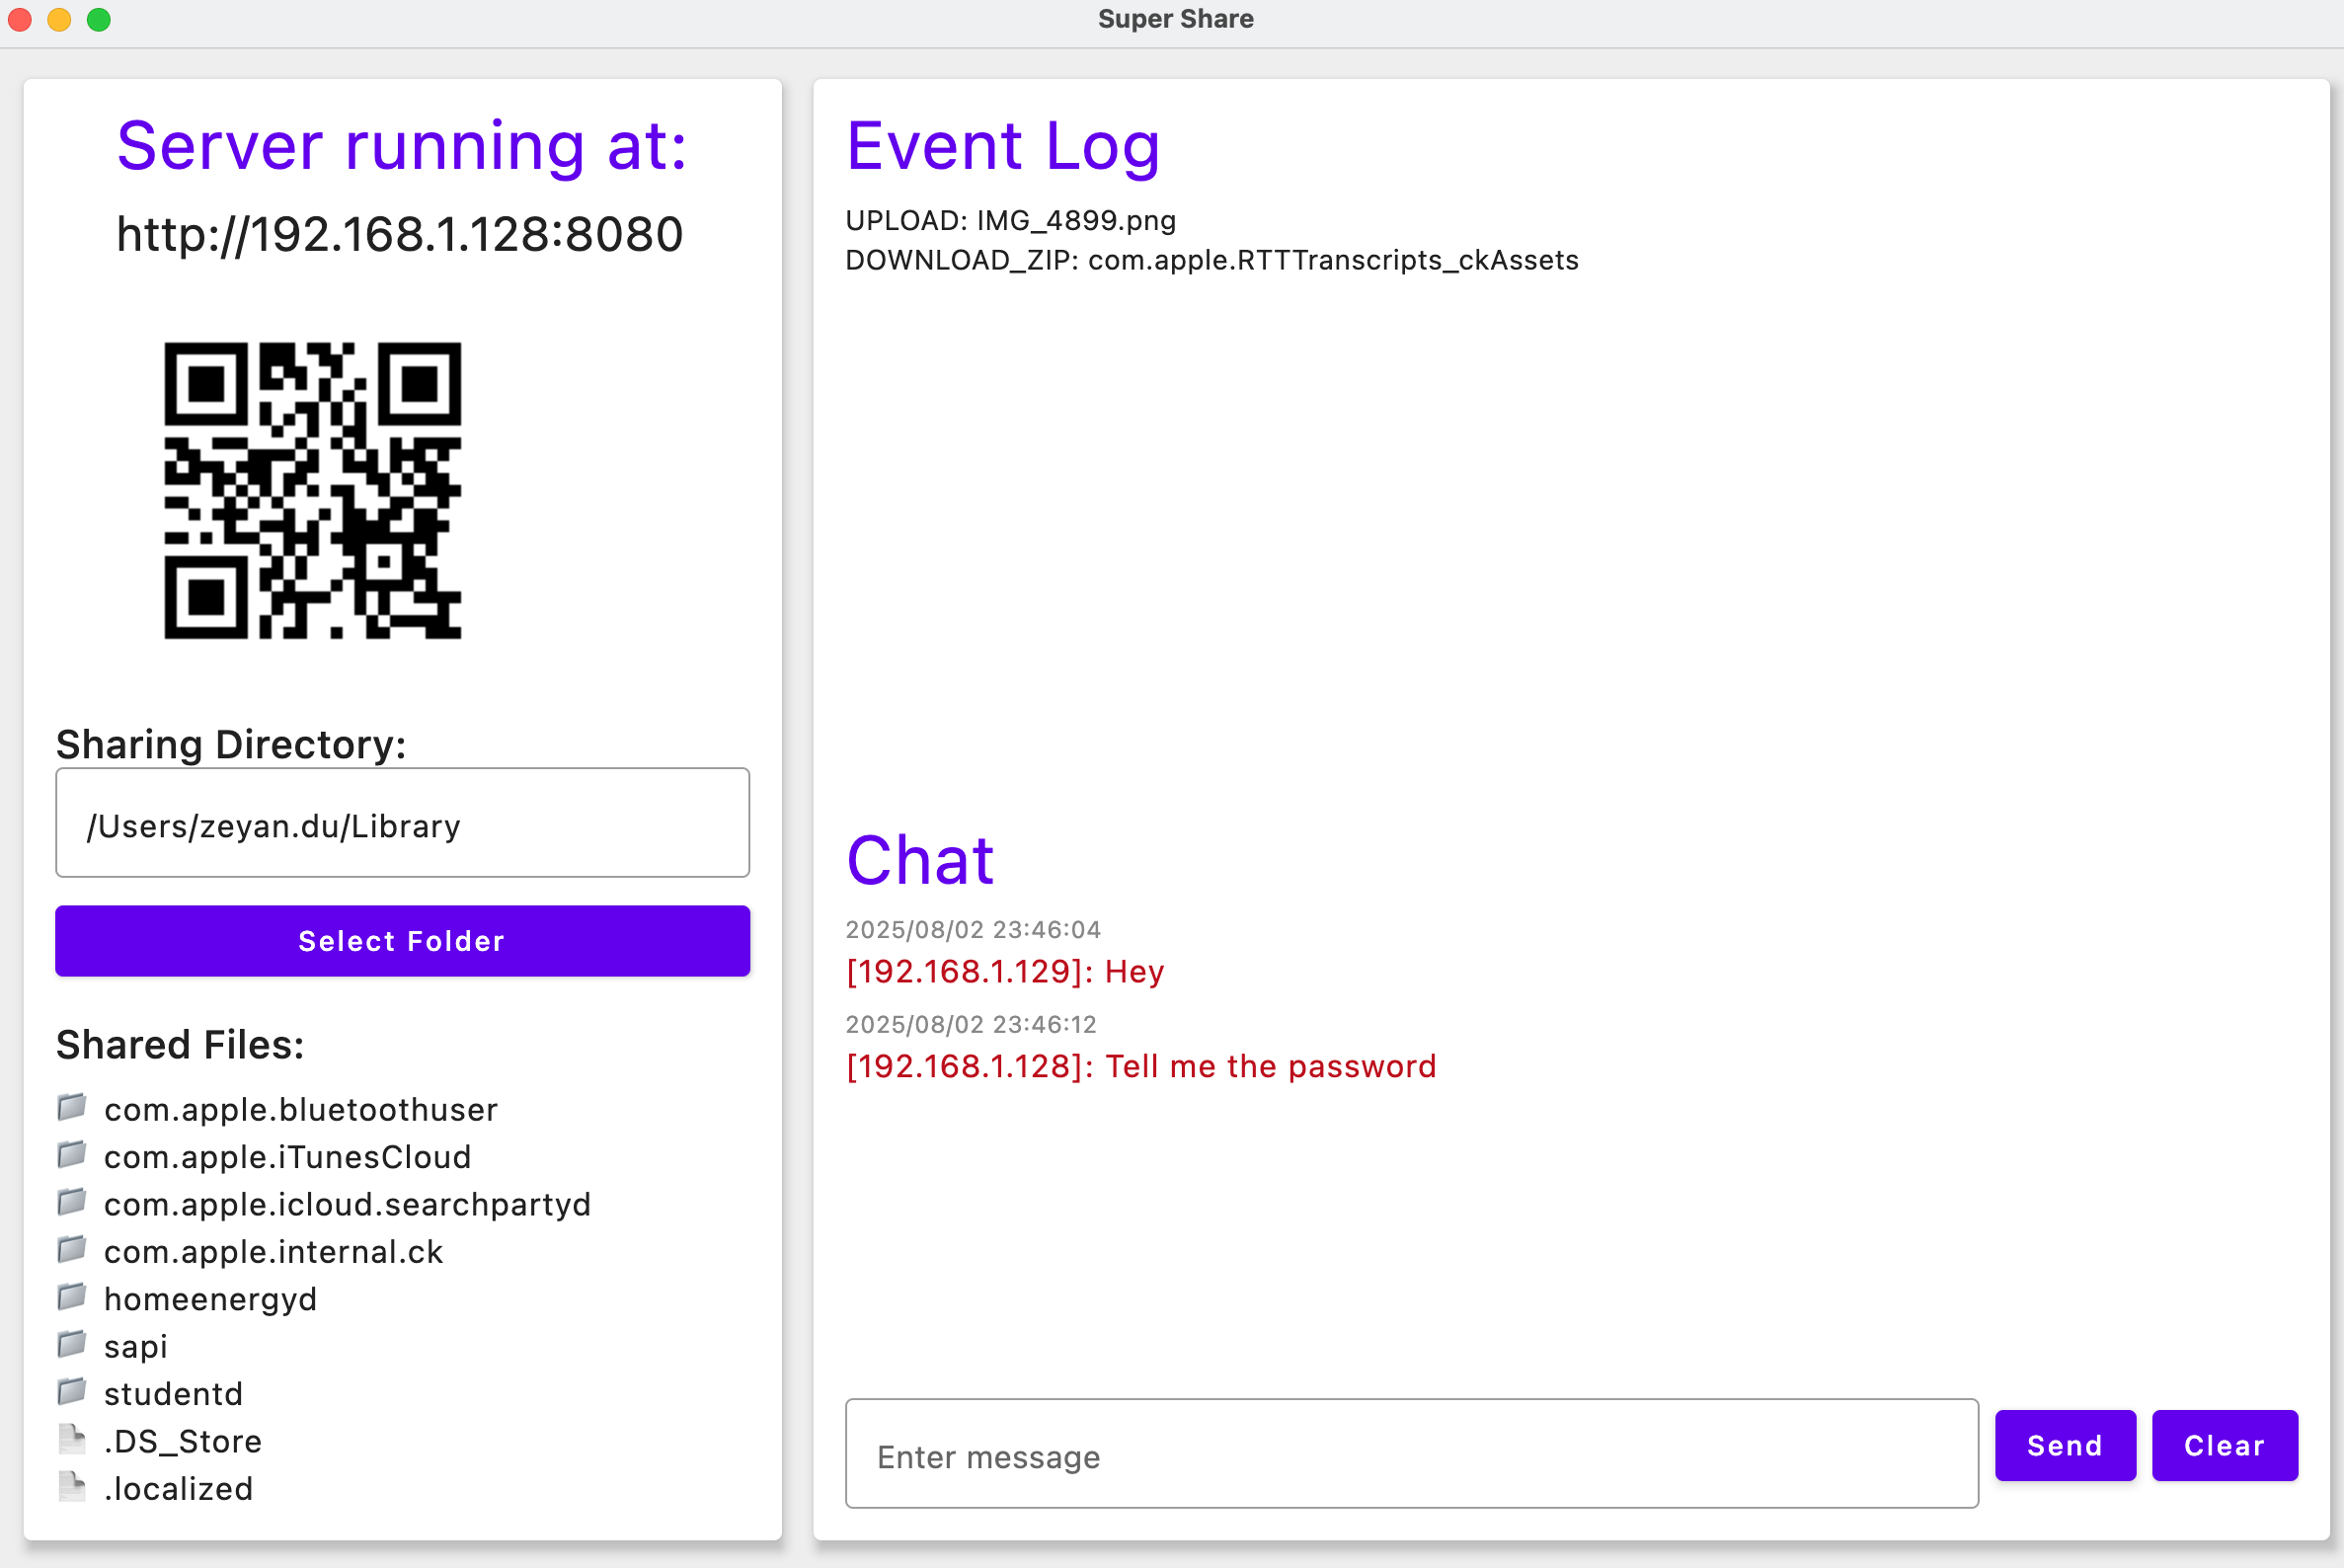 Super Share
Server running at:
http://192.168.1.128:8080
Sharing Directory:
/Users/zeyan.du/Library
Select Folder
Shared Files:
com.apple.bluetoothuser
com.apple.iTunesCloud
com.apple.icloud.searchpartyd
com.apple.internal.ck
homeenergyd
sapi
studentd
.DS_Store
.localized
Event Log
UPLOAD: IMG_4899.png
DOWNLOAD_ZIP: com.apple.RTTTranscripts_ckAssets
Chat
2025/08/02 23:46:04
[192.168.1.129]: Hey
2025/08/02 23:46:12
[192.168.1.128]: Tell me the password
Enter message
Send
Clear